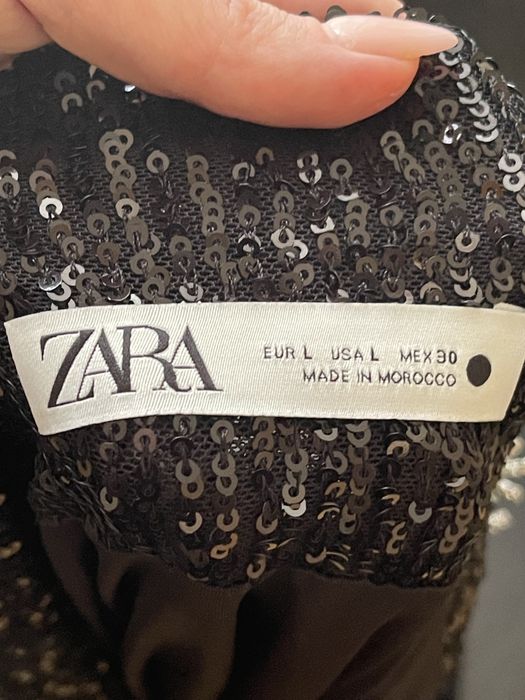 ZARA
EUR L USA L MEX 30
MADE IN MOROCCO